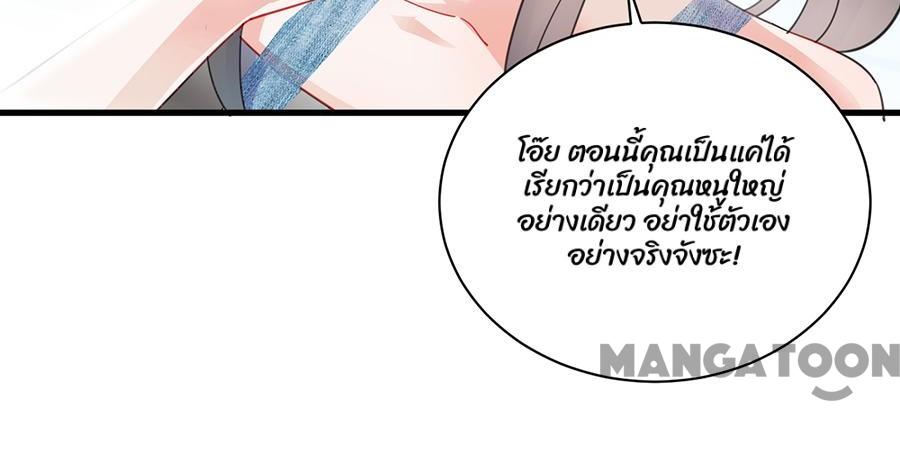 โอ๊ย ตอนนี้คุณเป็นแค่ได้
เรียกว่าเป็นคุณหนูใหญ่
อย่างเดียว อย่าใช้ตัวเอง
อย่างจริงจังซะ!
MANGATOON